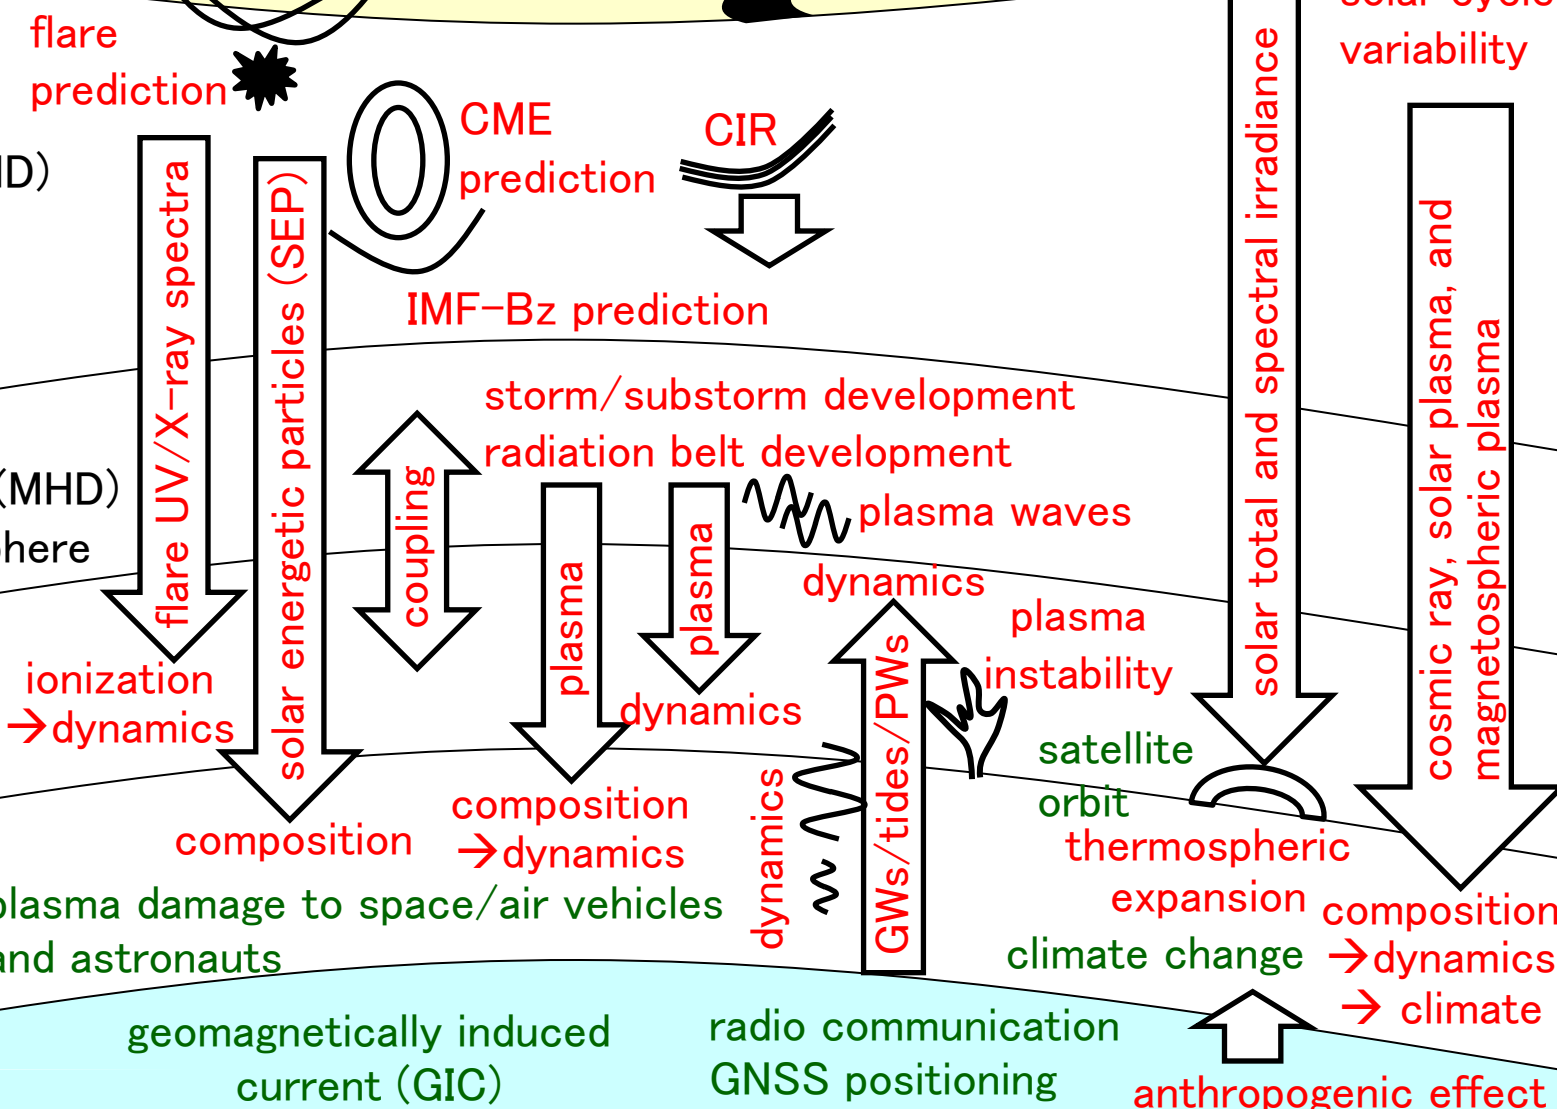 flare
prediction
variability
CME
prediction
CIR
flare UV/X-ray spectra
solar energetic particles (SEP)
IMF-Bz prediction
solar total and spectral irradiance
cosmic ray, solar plasma, and
magnetospheric plasma
storm/substorm development
radiation belt development
(MHD)
coupling
plasma
plasma
plasma waves
dynamics
plasma
instability
ionization
→dynamics
dynamics
GWs/tides/PWs
satellite
orbit
composition
composition
→dynamics
dynamics
thermospheric
expansion
plasma damage to space/air vehicles
and astronauts
climate change
composition
→dynamics
→ climate
geomagnetically induced
current (GIC)
radio communication
GNSS positioning
anthropogenic effect